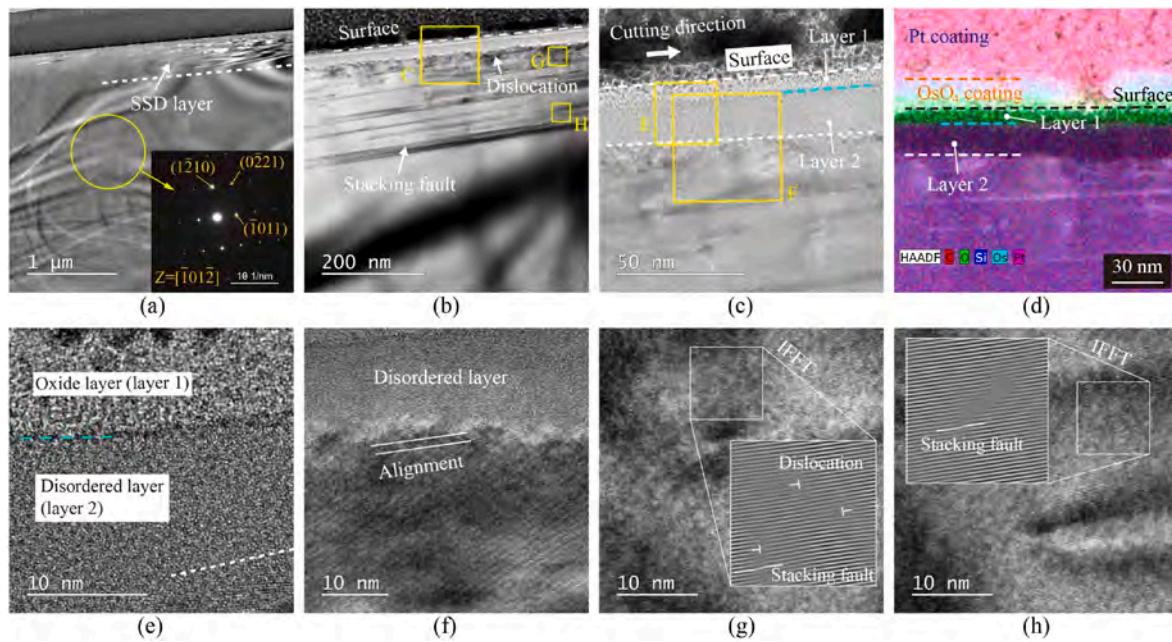 SSD layer
(12̄10)
(02̄21)
(1̄011)
Z=[1̄012̄]
10 1/nm
1 μm
(a)
Surface
C
G
Dislocation
H
Stacking fault
200 nm
(b)
Cutting direction
Layer 1
Surface
E
Layer 2
F
50 nm
(c)
Pt coating
OsO₄ coating
Surface
Layer 1
Layer 2
HAADF C O Si Os Pt
30 nm
(d)
Oxide layer (layer 1)
Disordered layer
(layer 2)
10 nm
(e)
Disordered layer
Alignment
10 nm
(f)
IFFT
Dislocation
Stacking fault
10 nm
(g)
IFFT
Stacking fault
10 nm
(h)